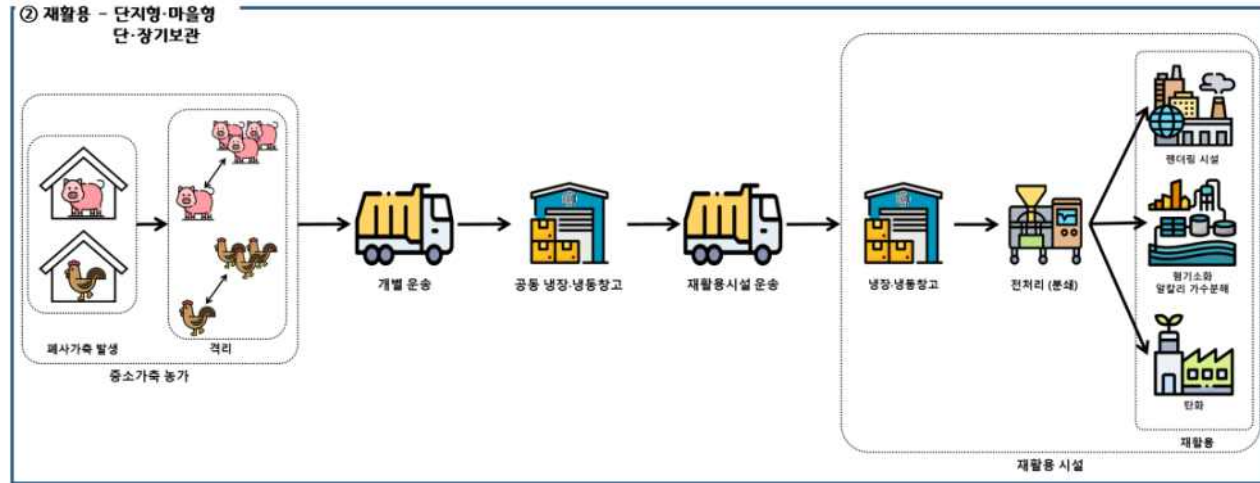 ② 재활용 - 단지형·마을형
단·장기보관
폐사가축 발생
격리
중소가축 농가
개별 운송
공동 냉장·냉동창고
재활용시설 운송
냉장·냉동창고
전처리 (분쇄)
렌더링 시설
혐기소화
알칼리 가수분해
탄화
재활용
재활용 시설